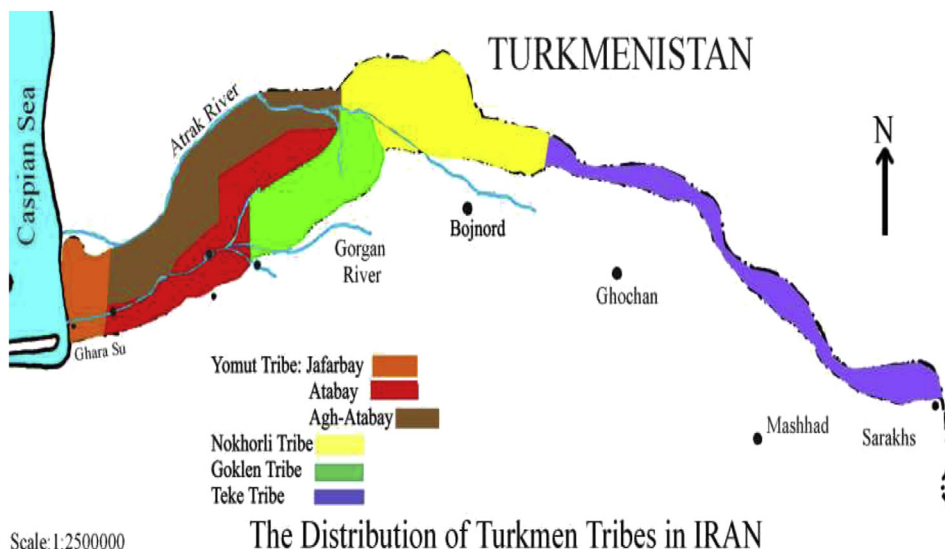 TURKMENISTAN
Caspian Sea
Atrak River
N
Bojnord
Gorgan
River
Ghochan
Ghara Su
Yomut Tribe: Jafarbay
Atabay
Agh-Atabay
Nokhorli Tribe
Goklen Tribe
Teke Tribe
Mashhad
Sarakhs
Scale:1:2500000
The Distribution of Turkmen Tribes in IRAN